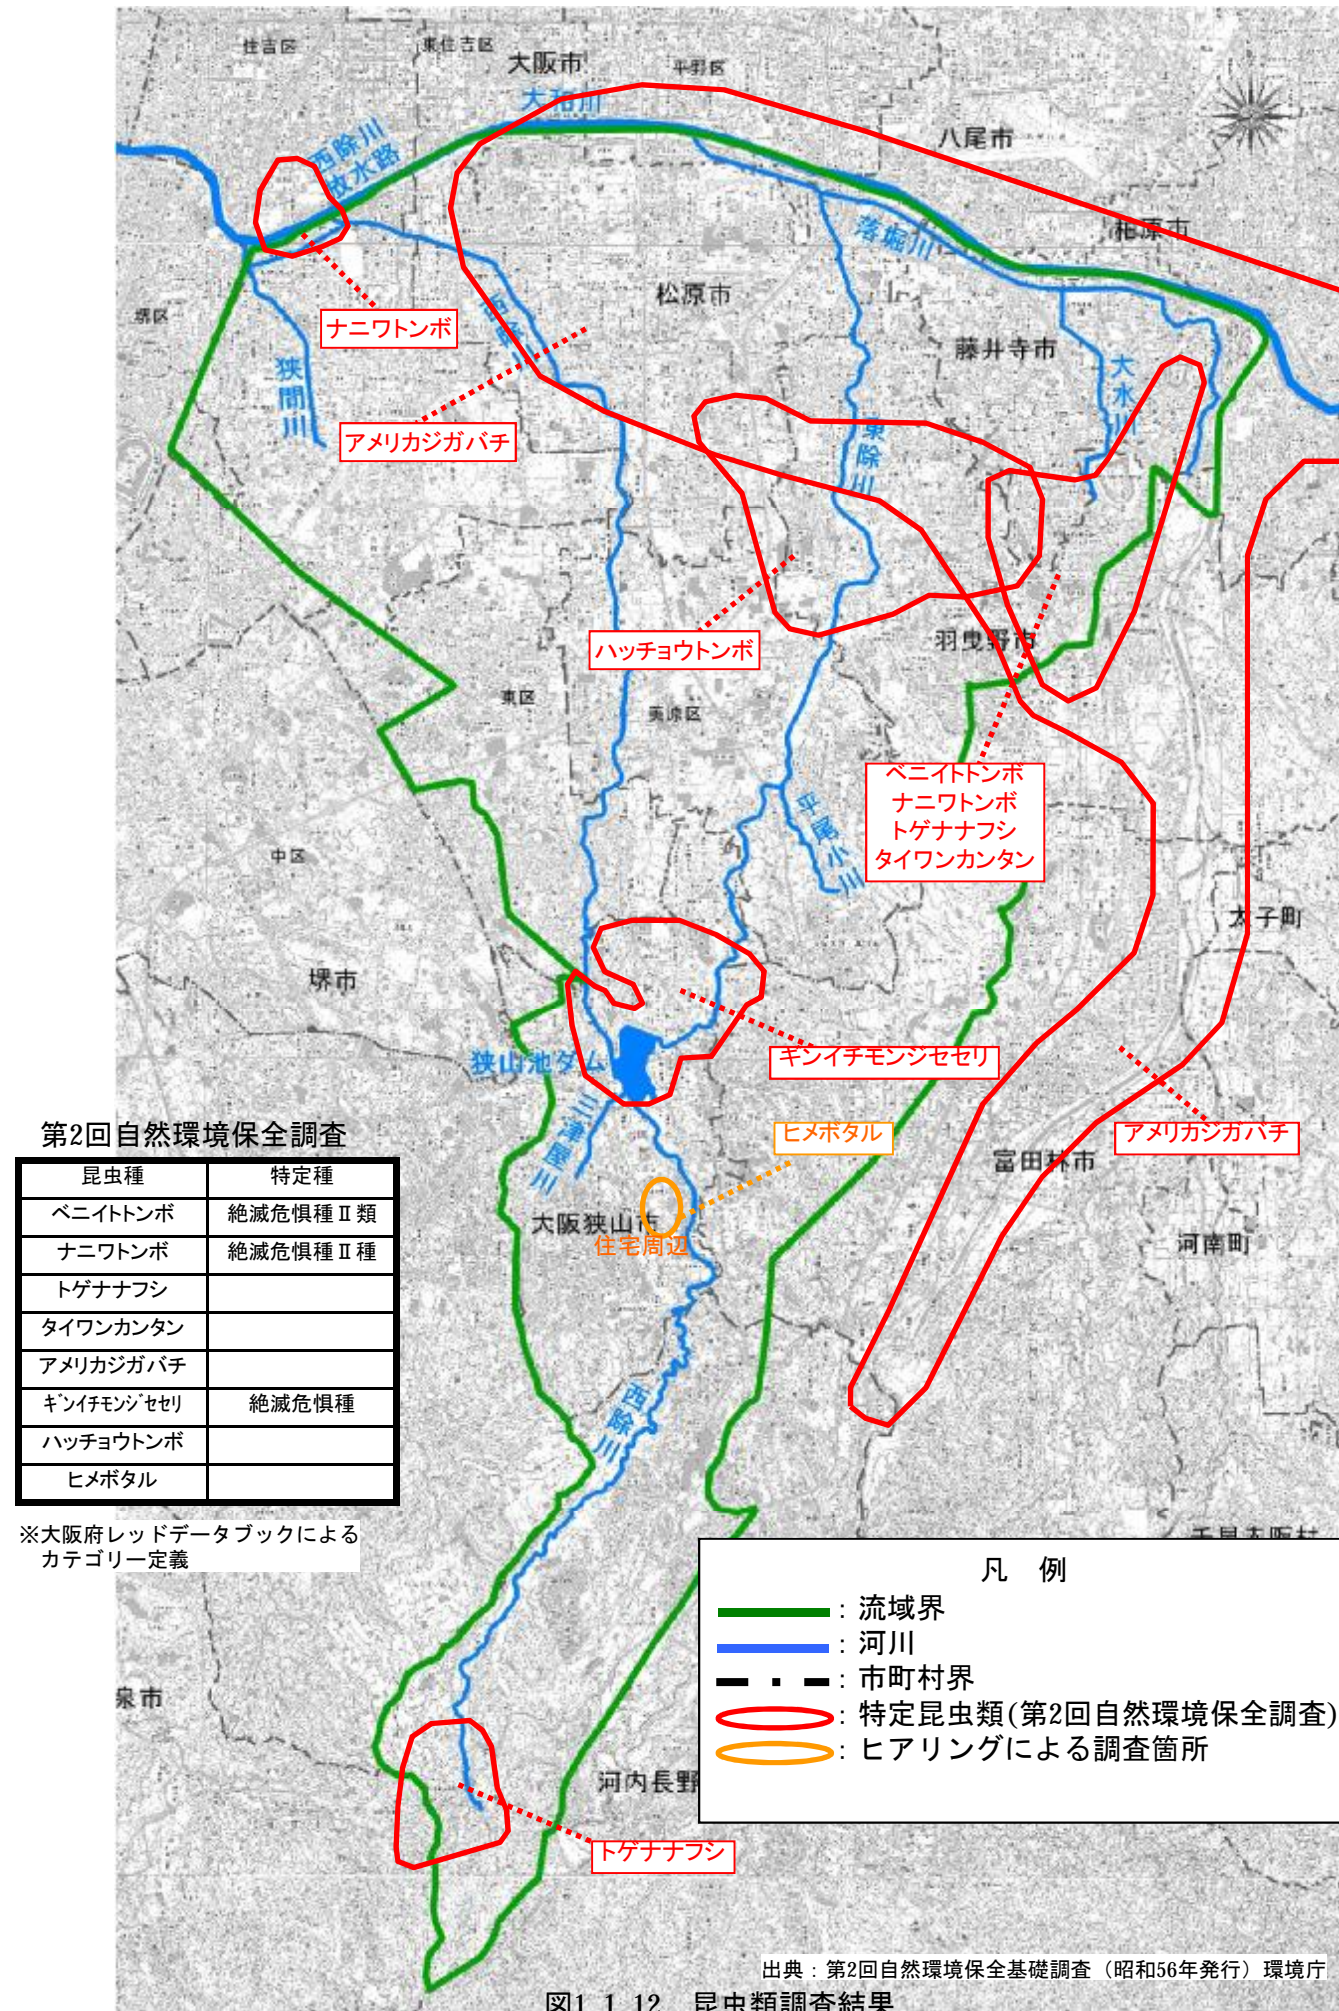 住吉区
東住吉区
大阪市
平野区
大和川
八尾市
西除川
放水路
柏原市
落堀川
松原市
堺区
ナニワトンボ
藤井寺市
狭間川
大水川
アメリカジガバチ
東除川
ハッチョウトンボ
羽曳野市
東区
美原区
ベニイトトンボ
ナニワトンボ
トゲナナフシ
タイワンカンタン
平尾小川
中区
太子町
堺市
狭山池ダム
ギンイチモンジセセリ
三津屋川
ヒメボタル
アメリカジガバチ
富田林市
大阪狭山市
住宅周辺
河南町
第2回自然環境保全調査
昆虫種 特定種
ベニイトトンボ 絶滅危惧種Ⅱ類
ナニワトンボ 絶滅危惧種Ⅱ種
トゲナナフシ
タイワンカンタン
アメリカジガバチ
ギンイチモンジセセリ 絶滅危惧種
ハッチョウトンボ
ヒメボタル
※大阪府レッドデータブックによる
カテゴリー定義
西除川
凡 例
: 流域界
: 河川
: 市町村界
: 特定昆虫類(第2回自然環境保全調査)
: ヒアリングによる調査箇所
泉市
河内長野
トゲナナフシ
出典：第2回自然環境保全基礎調査（昭和56年発行）環境庁
図1.1.12 昆虫類調査結果